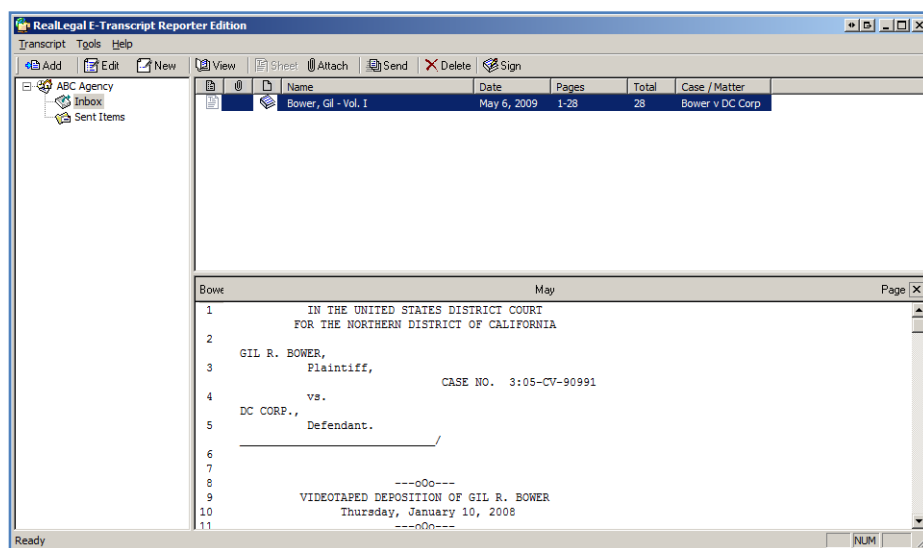 RealLegal E-Transcript Reporter Edition
Transcript Tools Help
Add Edit New View Sheet Attach Send Delete Sign
ABC Agency
Inbox
Sent Items
Name Date Pages Total Case / Matter
Bower, Gil - Vol. I May 6, 2009 1-28 28 Bower v DC Corp
Bowe May Page
1 IN THE UNITED STATES DISTRICT COURT
FOR THE NORTHERN DISTRICT OF CALIFORNIA
2
GIL R. BOWER,
3 Plaintiff,
CASE NO. 3:05-CV-90991
4 vs.
DC CORP.,
5 Defendant.
____________________________/
6
7
8 ---oOo---
9 VIDEOTAPED DEPOSITION OF GIL R. BOWER
10 Thursday, January 10, 2008
11 ---oOo---
Ready NUM